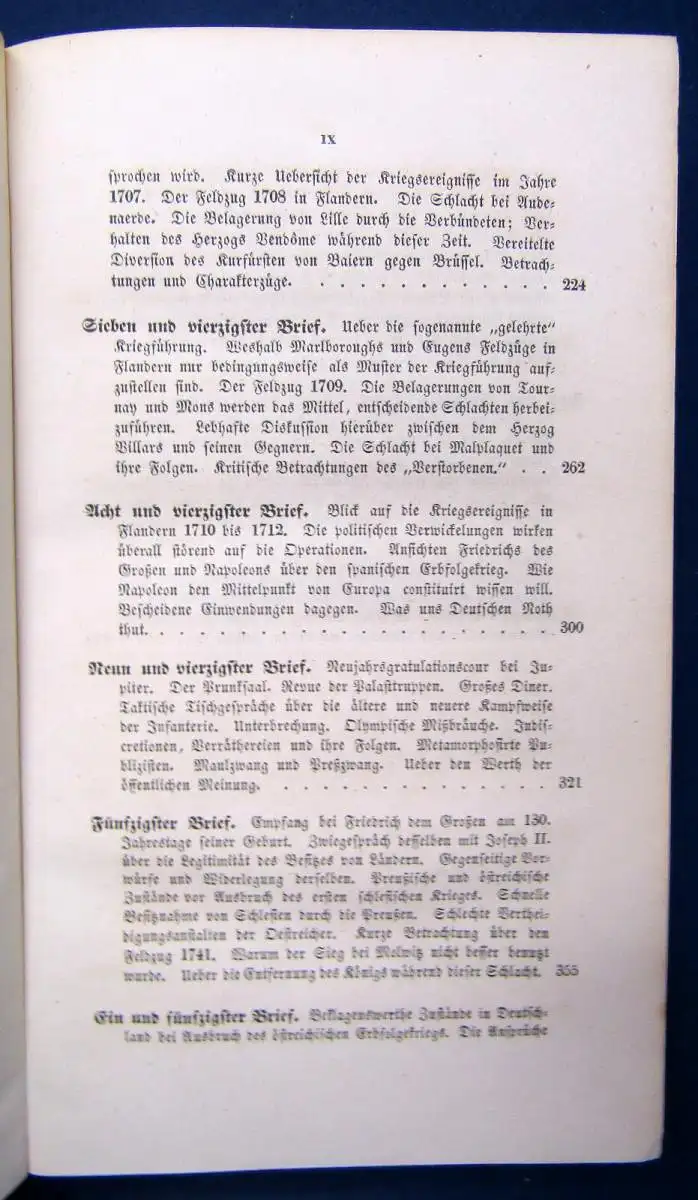 IX
sprochen wird. Kurze Uebersicht der Kriegsereignisse im Jahre
1707. Der Feldzug 1708 in Flandern. Die Schlacht bei Aude-
naerde. Die Belagerung von Lille durch die Verbündeten; Ver-
halten des Herzogs Vendôme während dieser Zeit. Vereitelte
Diversion des Kurfürsten von Baiern gegen Brüssel. Betrach-
tungen und Charakterzüge. . . . . . . . . . . . . 224
Sieben und vierzigster Brief. Ueber die sogenannte „gelehrte“
Kriegführung. Weshalb Marlboroughs und Eugens Feldzüge in
Flandern nur bedingungsweise als Muster der Kriegführung auf-
zustellen sind. Der Feldzug 1709. Die Belagerungen von Tour-
nay und Mons werden das Mittel, entscheidende Schlachten herbei-
zuführen. Lebhafte Diskussion hierüber zwischen dem Herzog
Villars und seinen Gegnern. Die Schlacht bei Malplaquet und
ihre Folgen. Kritische Betrachtungen des „Verstorbenen.“ . . 262
Acht und vierzigster Brief. Blick auf die Kriegsereignisse in
Flandern 1710 bis 1712. Die politischen Verwickelungen wirken
überall störend auf die Operationen. Ansichten Friedrichs des
Großen und Napoleons über den spanischen Erbfolgekrieg. Wie
Napoleon den Mittelpunkt von Europa constituirt wissen will.
Bescheidene Einwendungen dagegen. Was uns Deutschen Noth
thut. . . . . . . . . . . . . . . . . . . . 300
Neun und vierzigster Brief. Neujahrsgratulationscour bei Ju-
piter. Der Prunksaal. Revue der Palasttruppen. Großes Diner.
Taktische Tischgespräche über die ältere und neuere Kampfweise
der Infanterie. Unterbrechung. Olympische Mißbräuche. Indis-
cretionen, Verräthereien und ihre Folgen. Metamorphosirte Pu-
blizisten. Maulzwang und Preßzwang. Ueber den Werth der
öffentlichen Meinung. . . . . . . . . . . . . . . 321
Fünfzigster Brief. Empfang bei Friedrich dem Großen am 130.
Jahrestage seiner Geburt. Zwiegespräch desselben mit Joseph II.
über die Legitimität des Besitzes von Ländern. Gegenseitige Vor-
würfe und Widerlegung derselben. Preußische und östreichische
Zustände vor Ausbruch des ersten schlesischen Krieges. Schnelle
Besitznahme von Schlesien durch die Preußen. Schlechte Verthei-
digungsanstalten der Oestreicher. Kurze Betrachtung über den
Feldzug 1741. Warum der Sieg bei Molwitz nicht besser benutzt
wurde. Ueber die Entfernung des Königs während dieser Schlacht. 355
Ein und fünfzigster Brief. Beklagenswerthe Zustände in Deutsch-
land bei Ausbruch des östreichischen Erbfolgekriegs. Die Ansprüche